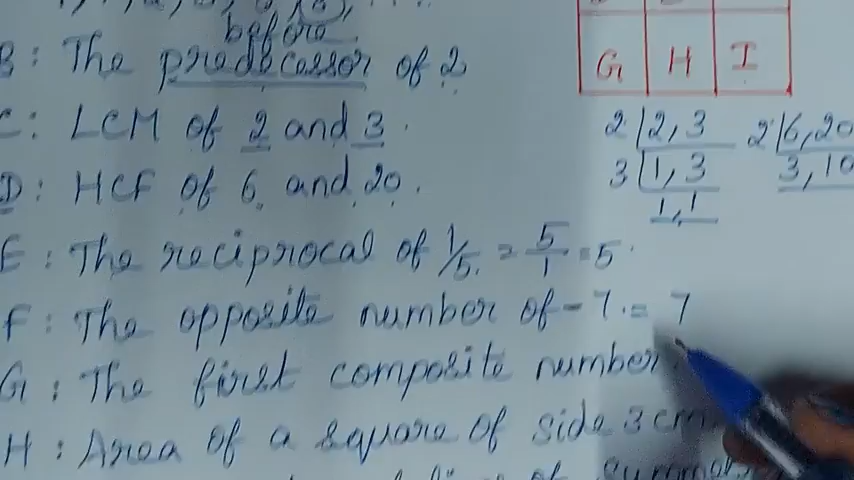 before
B: The predecessor of 2
G H I
C: LCM of 2 and 3.
2 2, 3
2 6, 20
3 1, 3
3, 10
D: HCF of 6 and 20.
1, 1
E: The reciprocal of 1/5. = 5/1 = 5
F: The opposite number of - 7. = 7
G: The first composite number.
H: Area of a square of side 3 cm.
of